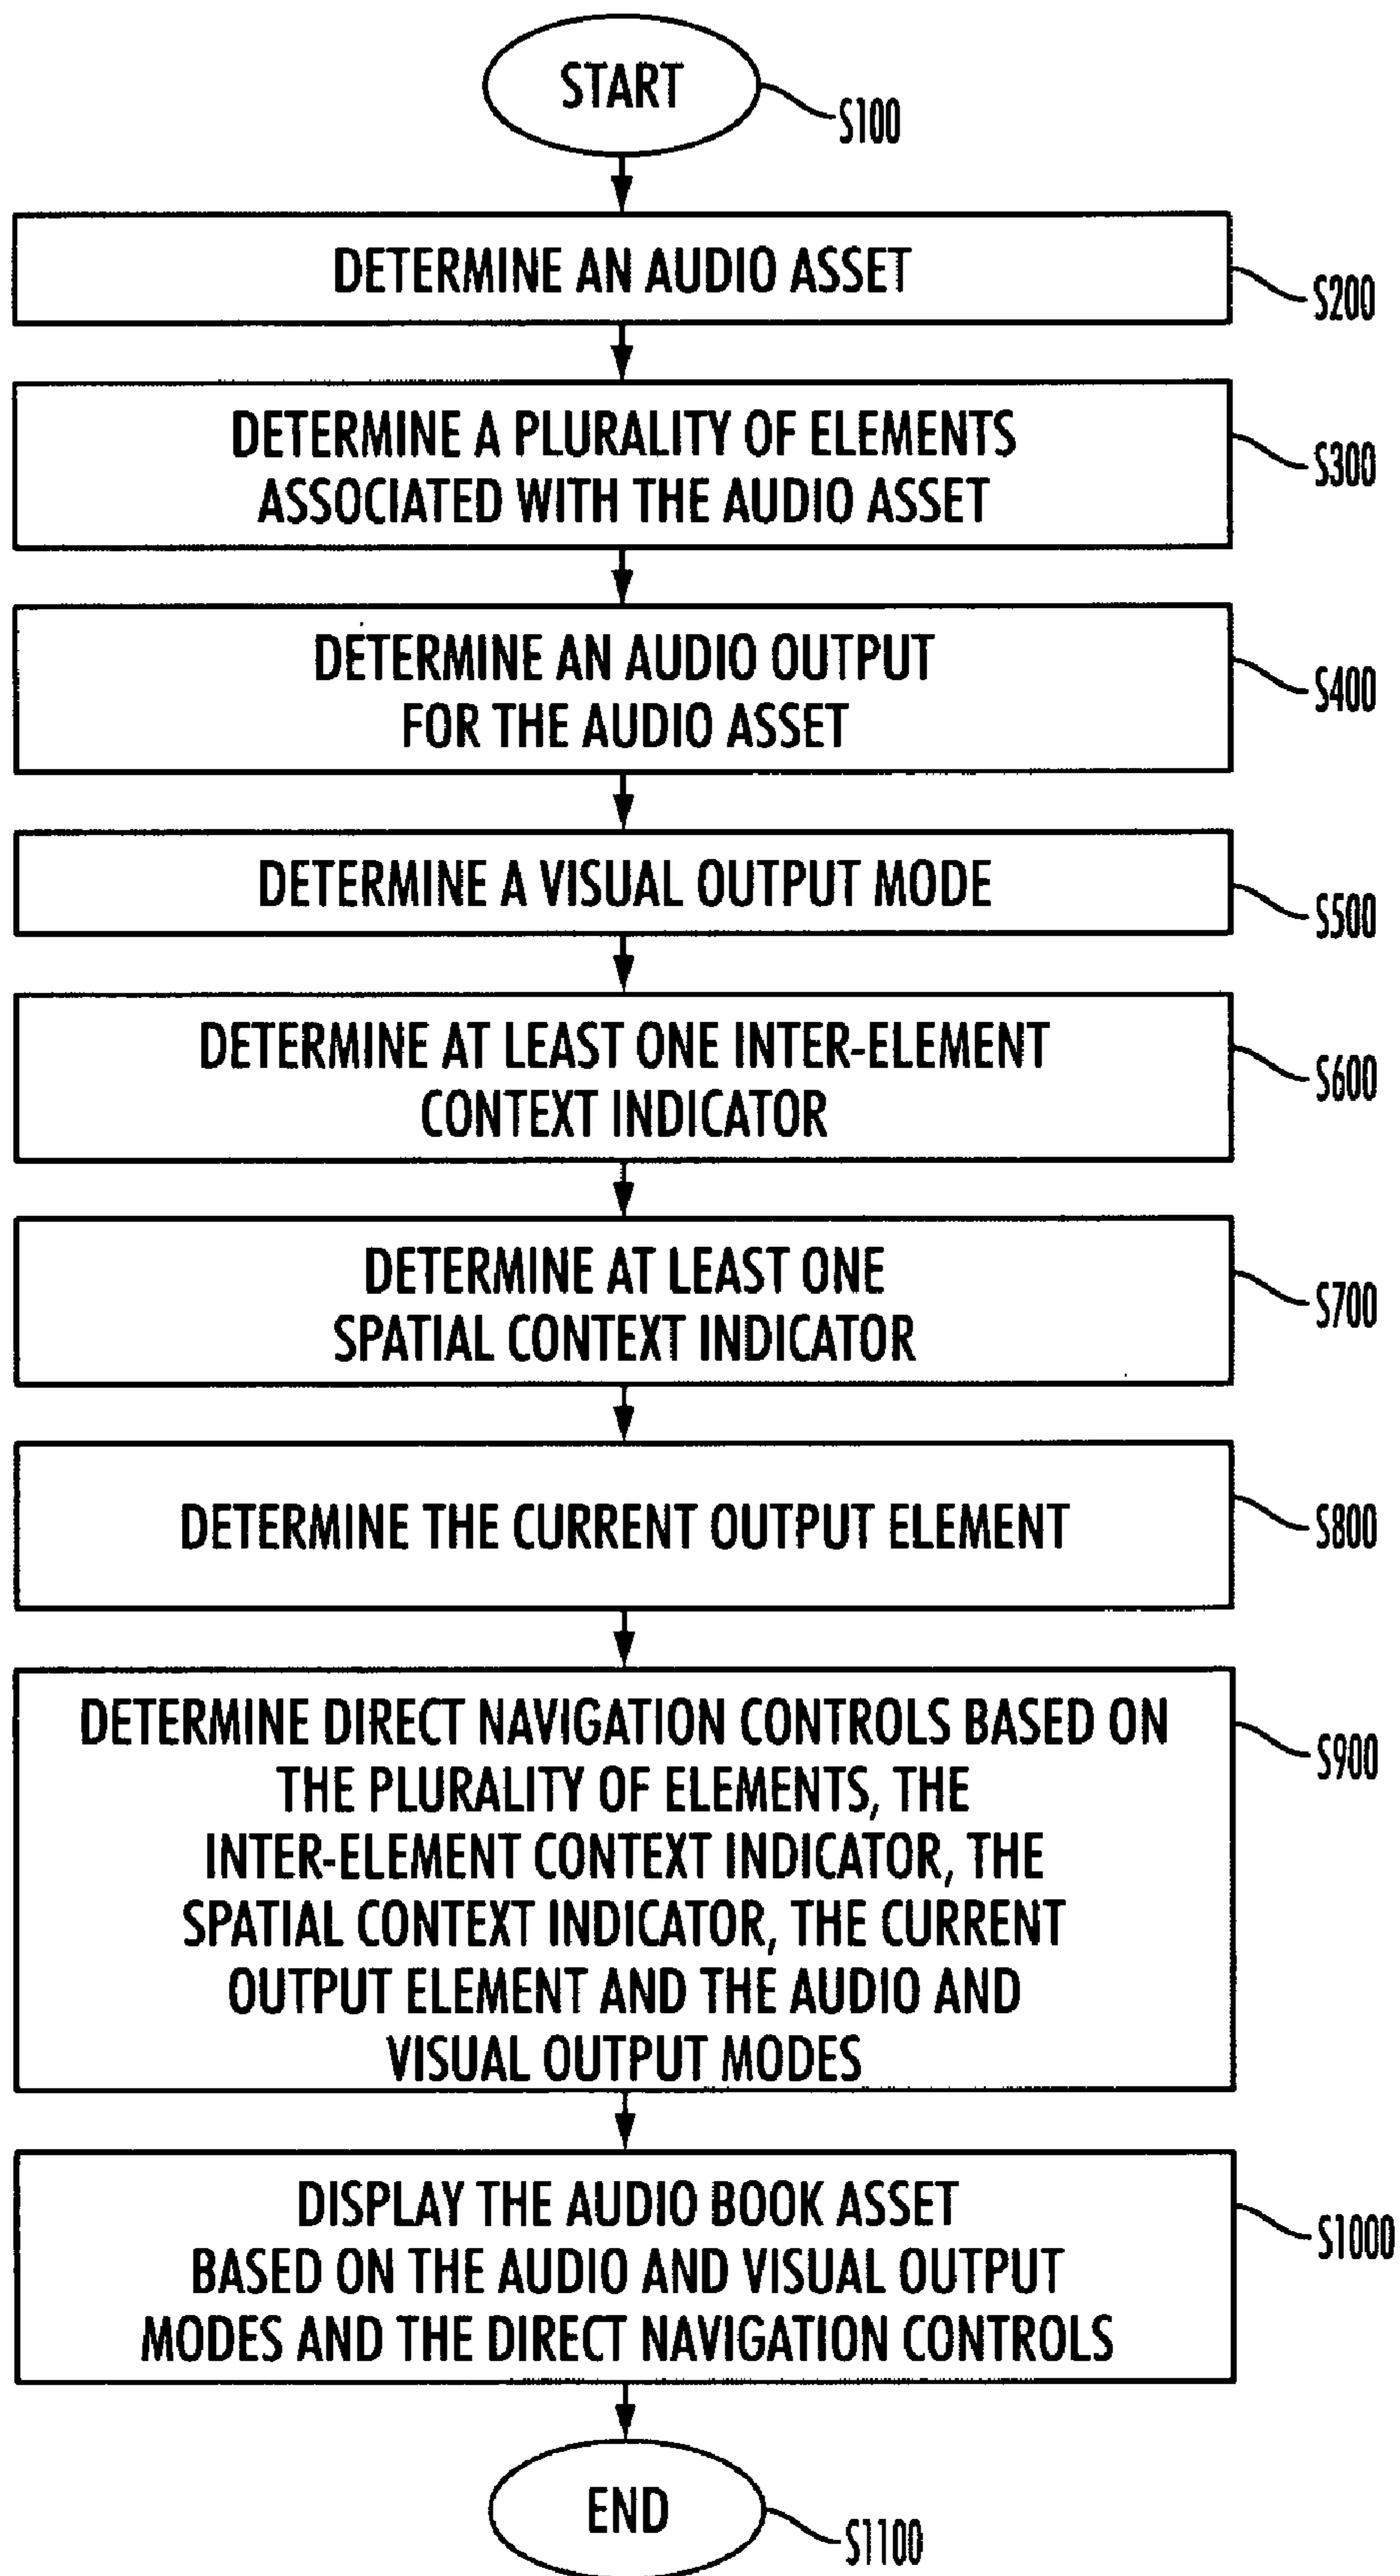 START
S100
DETERMINE AN AUDIO ASSET
S200
DETERMINE A PLURALITY OF ELEMENTS
ASSOCIATED WITH THE AUDIO ASSET
S300
DETERMINE AN AUDIO OUTPUT
FOR THE AUDIO ASSET
S400
DETERMINE A VISUAL OUTPUT MODE
S500
DETERMINE AT LEAST ONE INTER-ELEMENT
CONTEXT INDICATOR
S600
DETERMINE AT LEAST ONE
SPATIAL CONTEXT INDICATOR
S700
DETERMINE THE CURRENT OUTPUT ELEMENT
S800
DETERMINE DIRECT NAVIGATION CONTROLS BASED ON
THE PLURALITY OF ELEMENTS, THE
INTER-ELEMENT CONTEXT INDICATOR, THE
SPATIAL CONTEXT INDICATOR, THE CURRENT
OUTPUT ELEMENT AND THE AUDIO AND
VISUAL OUTPUT MODES
S900
DISPLAY THE AUDIO BOOK ASSET
BASED ON THE AUDIO AND VISUAL OUTPUT
MODES AND THE DIRECT NAVIGATION CONTROLS
S1000
END
S1100